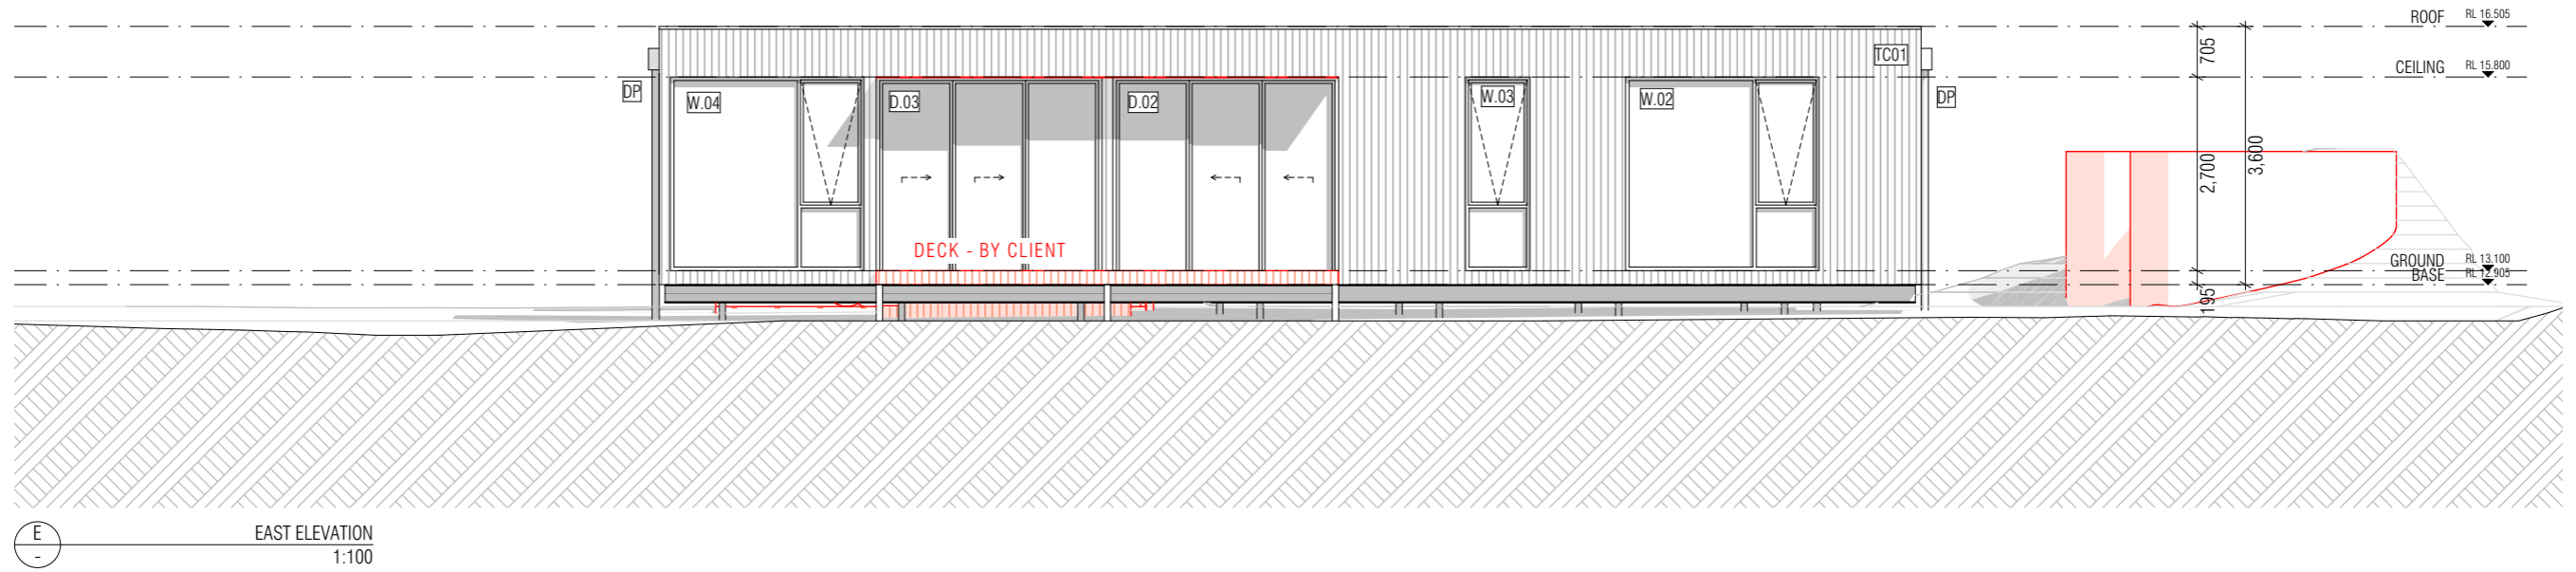 ROOF RL 16.505
705
TC01
CEILING RL 15.800
DP
W.04
D.03
D.02
W.03
W.02
DP
2,700
3,600
DECK - BY CLIENT
GROUND RL 13.100
BASE RL 12.905
195
E
-
EAST ELEVATION
1:100